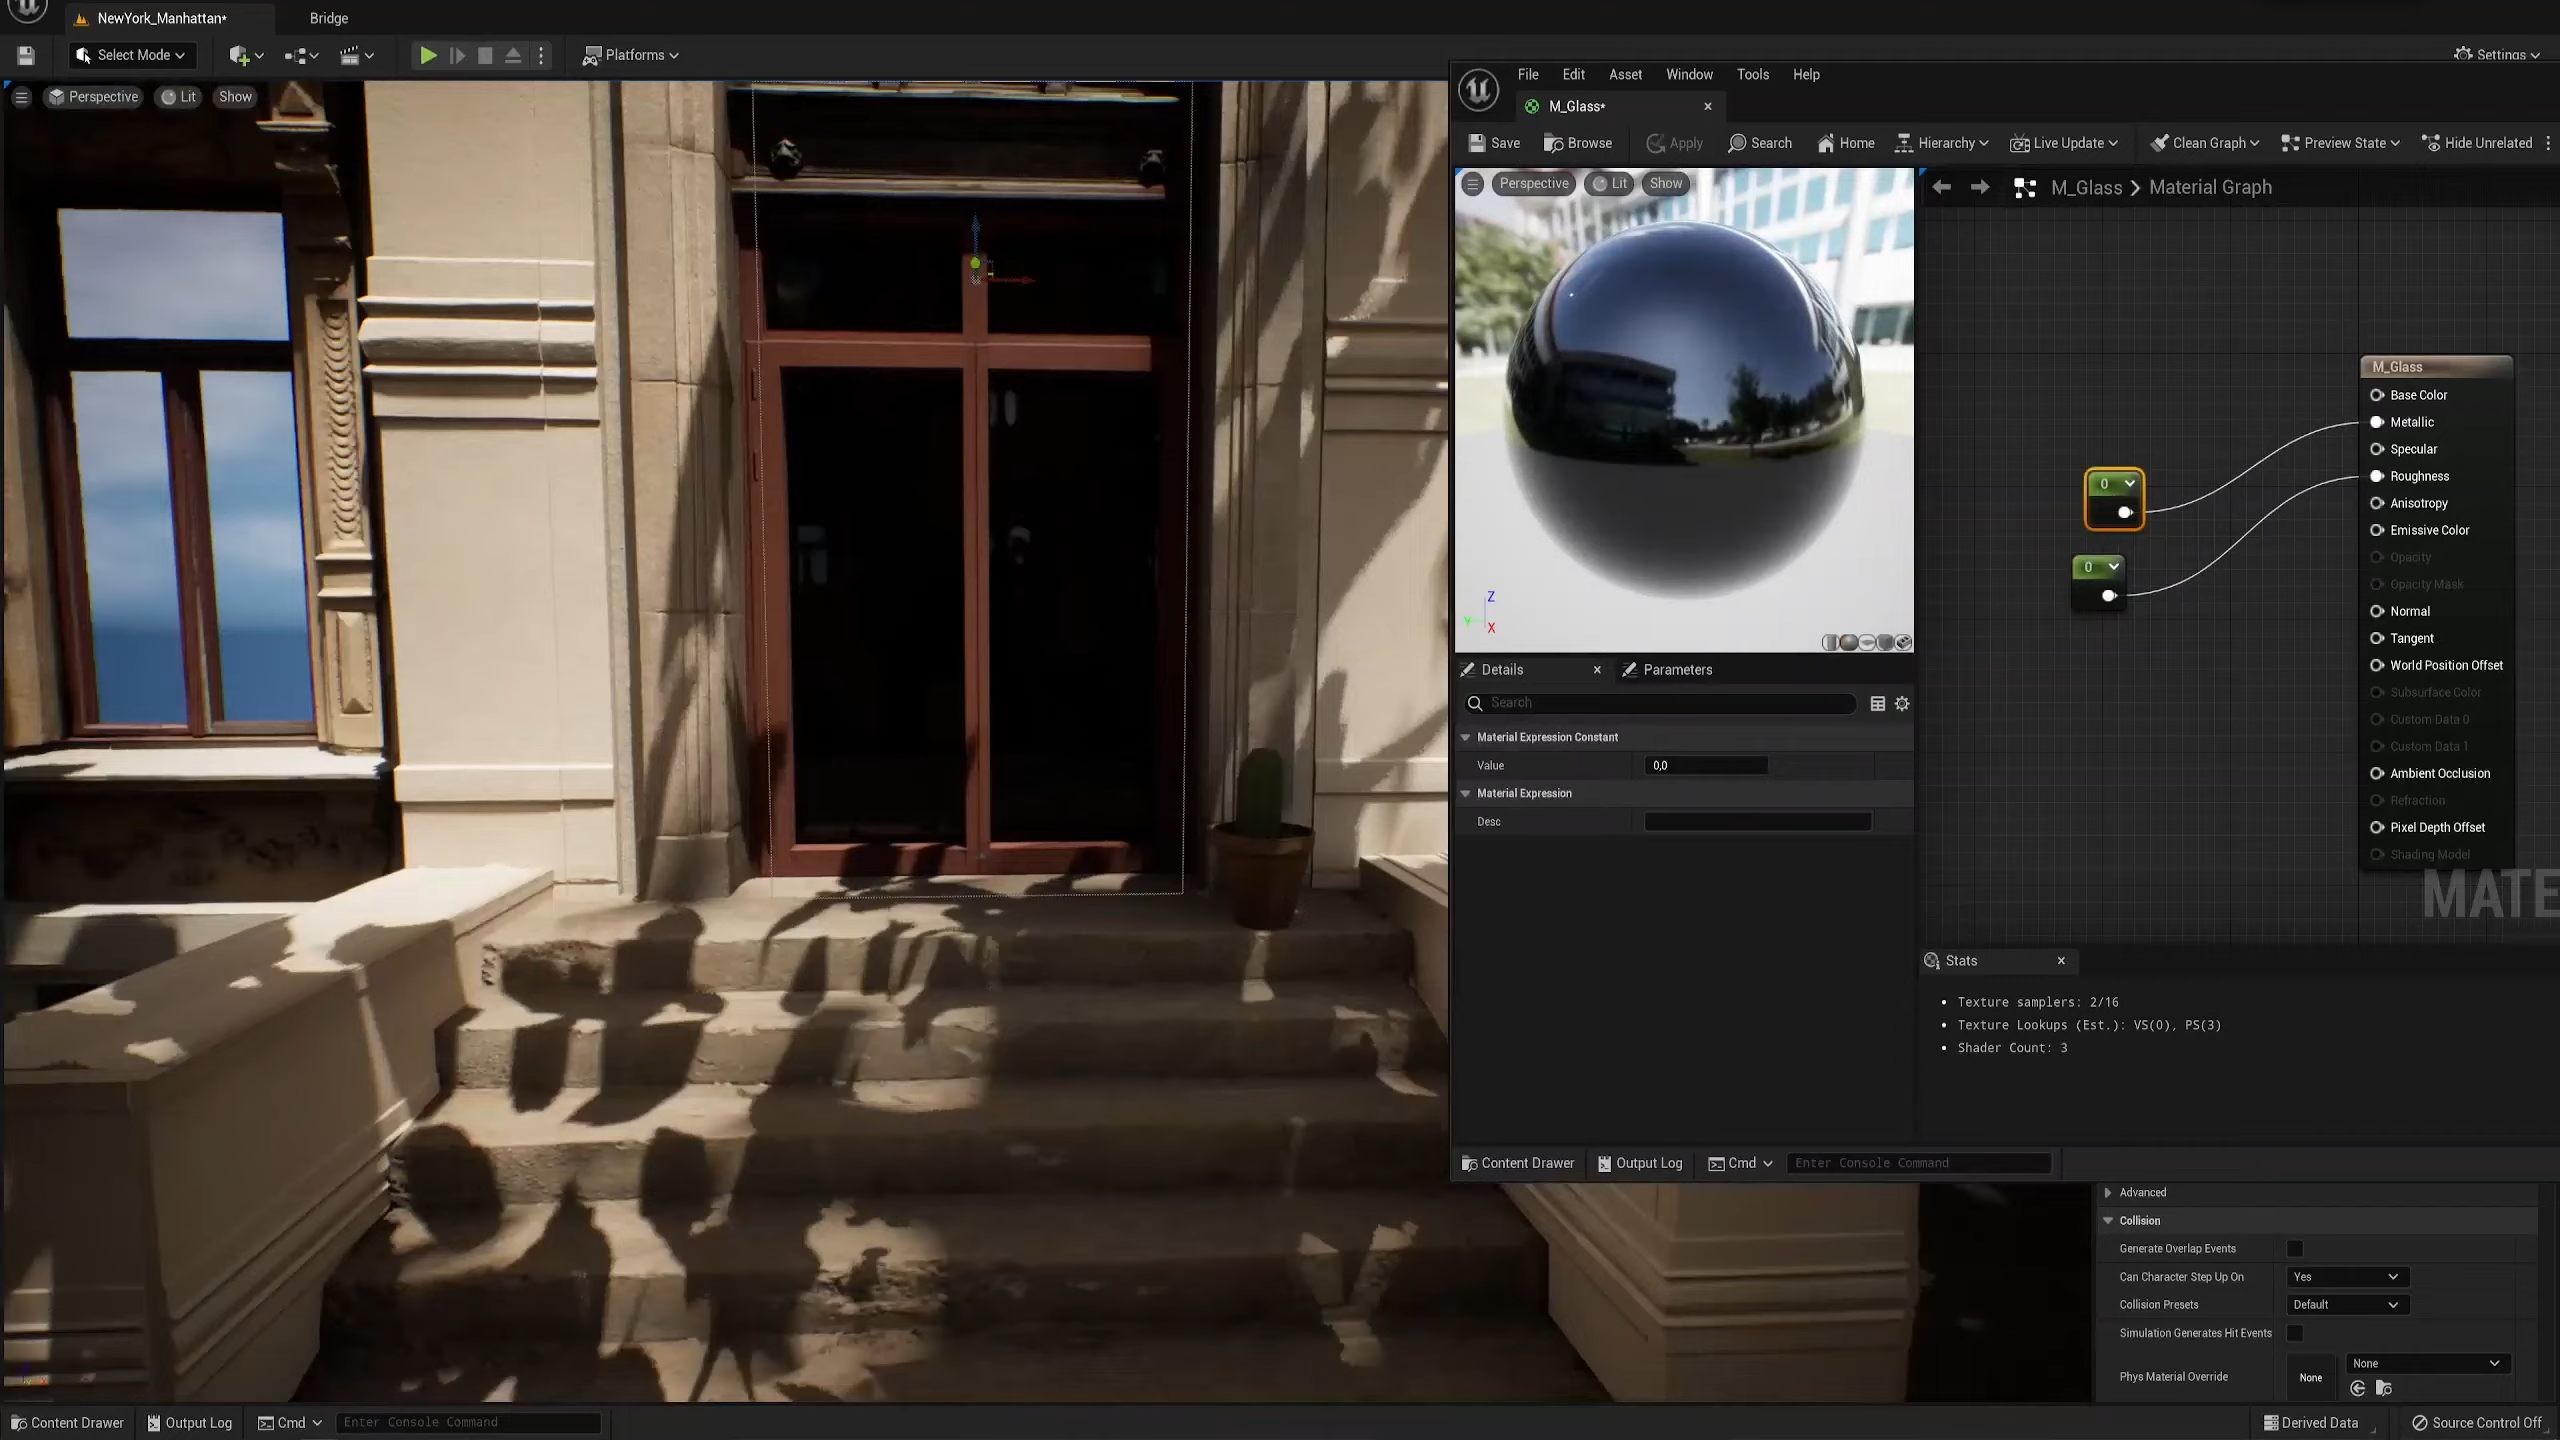 NewYork_Manhattan*
Bridge
Select Mode
Platforms
Settings
Perspective
Lit
Show
File
Edit
Asset
Window
Tools
Help
M_Glass*
Save
Browse
Apply
Search
Home
Hierarchy
Live Update
Clean Graph
Preview State
Hide Unrelated
Perspective
Lit
Show
M_Glass > Material Graph
Z
Y
X
0
0
M_Glass
Base Color
Metallic
Specular
Roughness
Anisotropy
Emissive Color
Opacity
Opacity Mask
Normal
Tangent
World Position Offset
Subsurface Color
Custom Data 0
Custom Data 1
Ambient Occlusion
Refraction
Pixel Depth Offset
Shading Model
MATE
Details
Parameters
Search
Material Expression Constant
Value
0,0
Material Expression
Desc
Stats
• Texture samplers: 2/16
• Texture Lookups (Est.): VS(0), PS(3)
• Shader Count: 3
Content Drawer
Output Log
Cmd
Enter Console Command
Advanced
Collision
Generate Overlap Events
Can Character Step Up On
Yes
Collision Presets
Default
Simulation Generates Hit Events
Phys Material Override
None
None
Content Drawer
Output Log
Cmd
Enter Console Command
Derived Data
Source Control Off